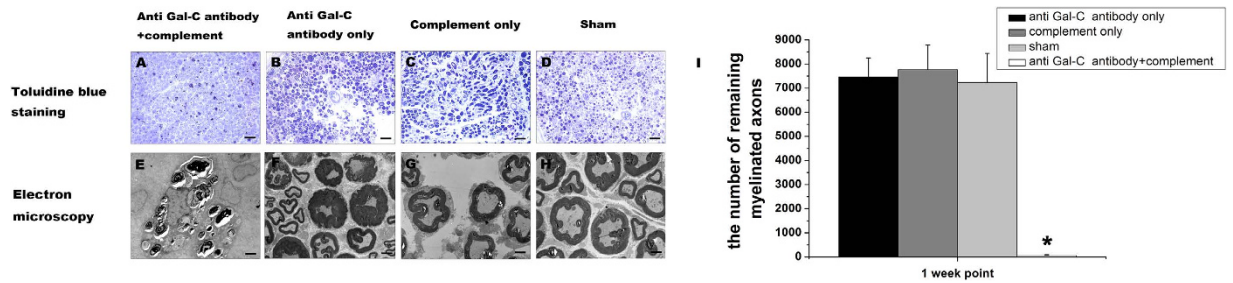 Anti Gal-C antibody
+complement
Anti Gal-C
antibody only
Complement only
Sham
Toluidine blue
staining
A
B
C
D
Electron
microscopy
E
F
G
H
I
anti Gal-C antibody only
complement only
sham
anti Gal-C antibody+complement
the number of remaining
myelinated axons
9000
8000
7000
6000
5000
4000
3000
2000
1000
0
*
1 week point